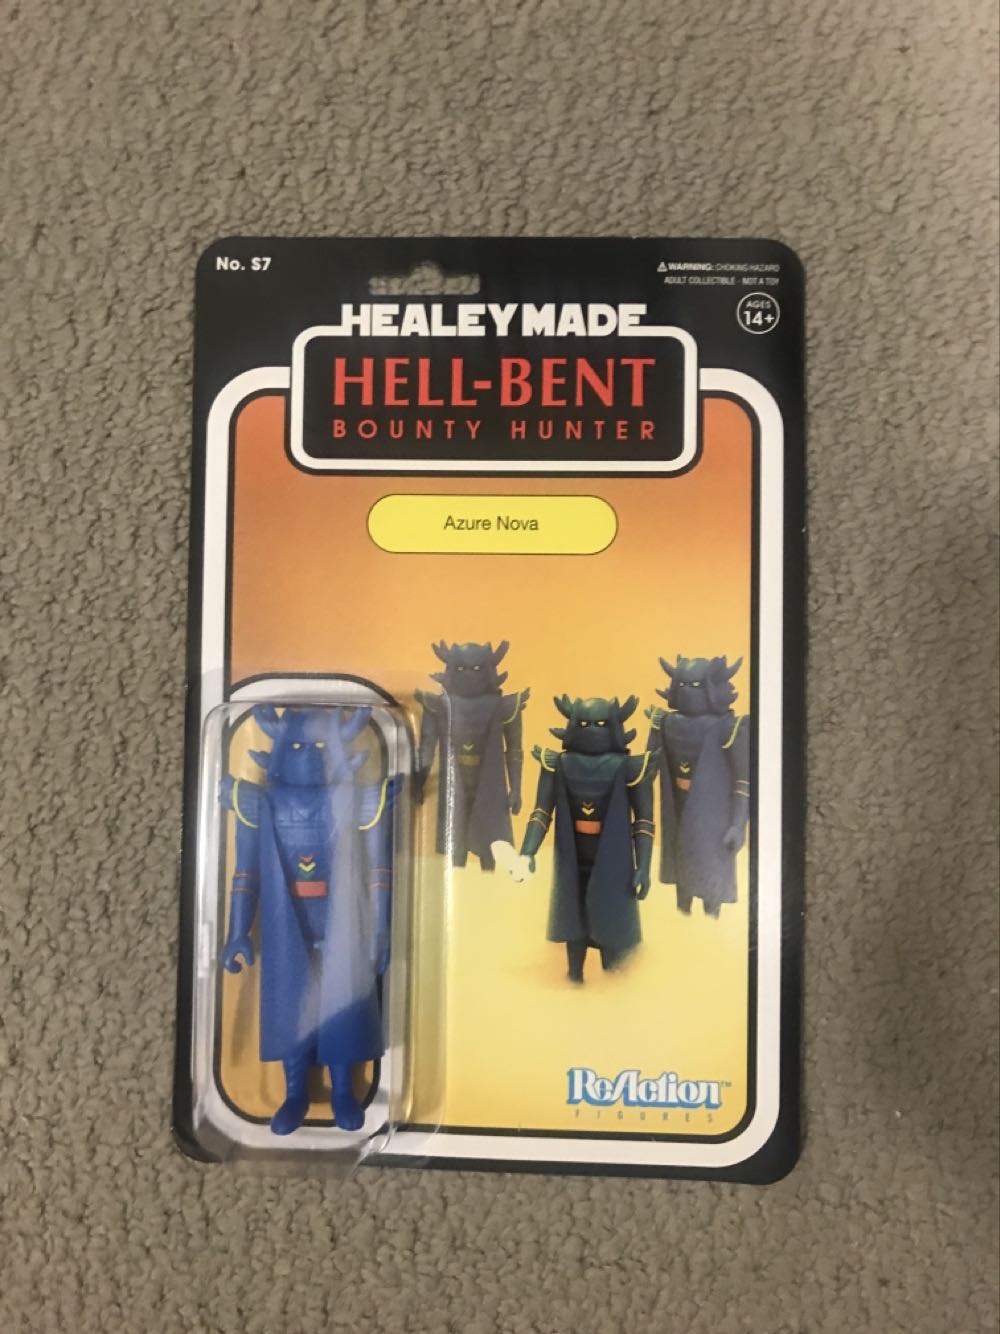 No. S7
⚠ WARNING: CHOKING HAZARD
ADULT COLLECTIBLE - NOT A TOY
AGES
14+
HEALEYMADE
HELL-BENT
BOUNTY HUNTER
Azure Nova
ReAction™
FIGURES